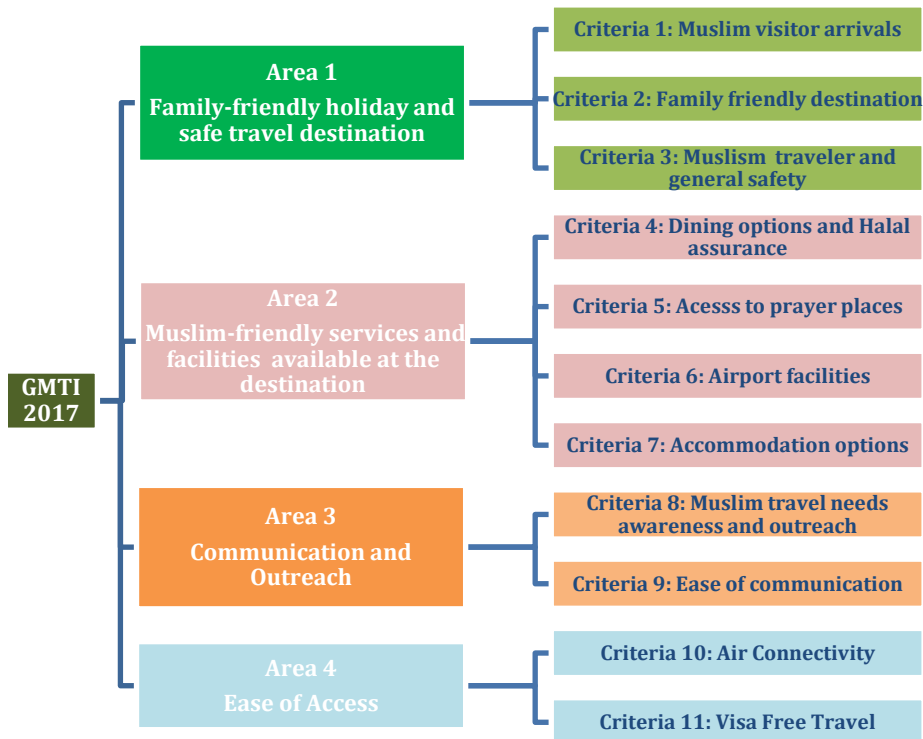 GMTI
2017
Area 1
Family-friendly holiday and
safe travel destination
Criteria 1: Muslim visitor arrivals
Criteria 2: Family friendly destination
Criteria 3: Muslism traveler and
general safety
Area 2
Muslim-friendly services and
facilities available at the
destination
Criteria 4: Dining options and Halal
assurance
Criteria 5: Acesss to prayer places
Criteria 6: Airport facilities
Criteria 7: Accommodation options
Area 3
Communication and
Outreach
Criteria 8: Muslim travel needs
awareness and outreach
Criteria 9: Ease of communication
Area 4
Ease of Access
Criteria 10: Air Connectivity
Criteria 11: Visa Free Travel